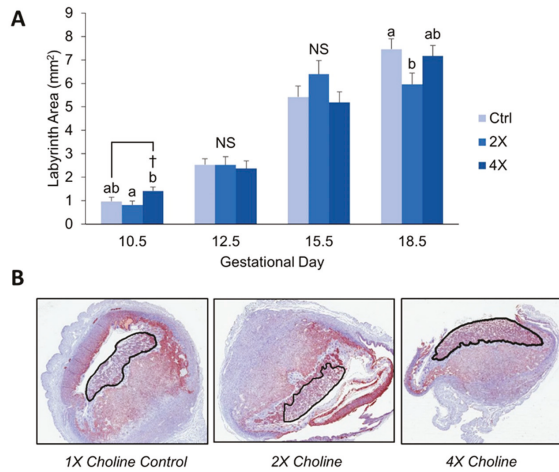 A
Labyrinth Area (mm²)
9
8
7
6
5
4
3
2
1
0
ab
a
†
b
NS
NS
a
b
ab
Ctrl
2X
4X
10.5
12.5
15.5
18.5
Gestational Day
B
1X Choline Control
2X Choline
4X Choline